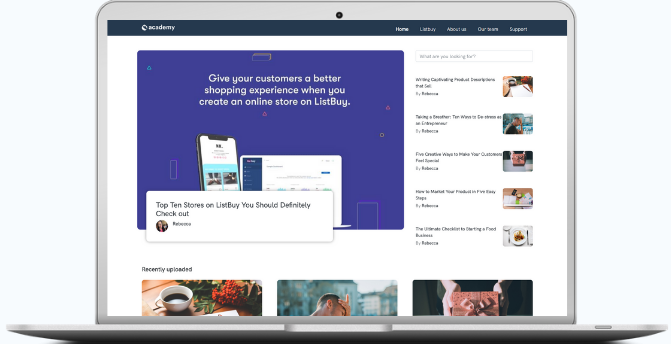 academy
Home
Listbuy
About us
Our team
Support
Give your customers a better
shopping experience when you
create an online store on ListBuy.
Top Ten Stores on ListBuy You Should Definitely
Check out
Rebecca
What are you looking for?
Writing Captivating Product Descriptions
that Sell.
By Rebecca
Taking a Breather: Ten Ways to De-stress as
an Entrepreneur
By Rebecca
Five Creative Ways to Make Your Customers
Feel Special
By Rebecca
How to Market Your Product in Five Easy
Steps
By Rebecca
The Ultimate Checklist to Starting a Food
Business
By Rebecca
Recently uploaded